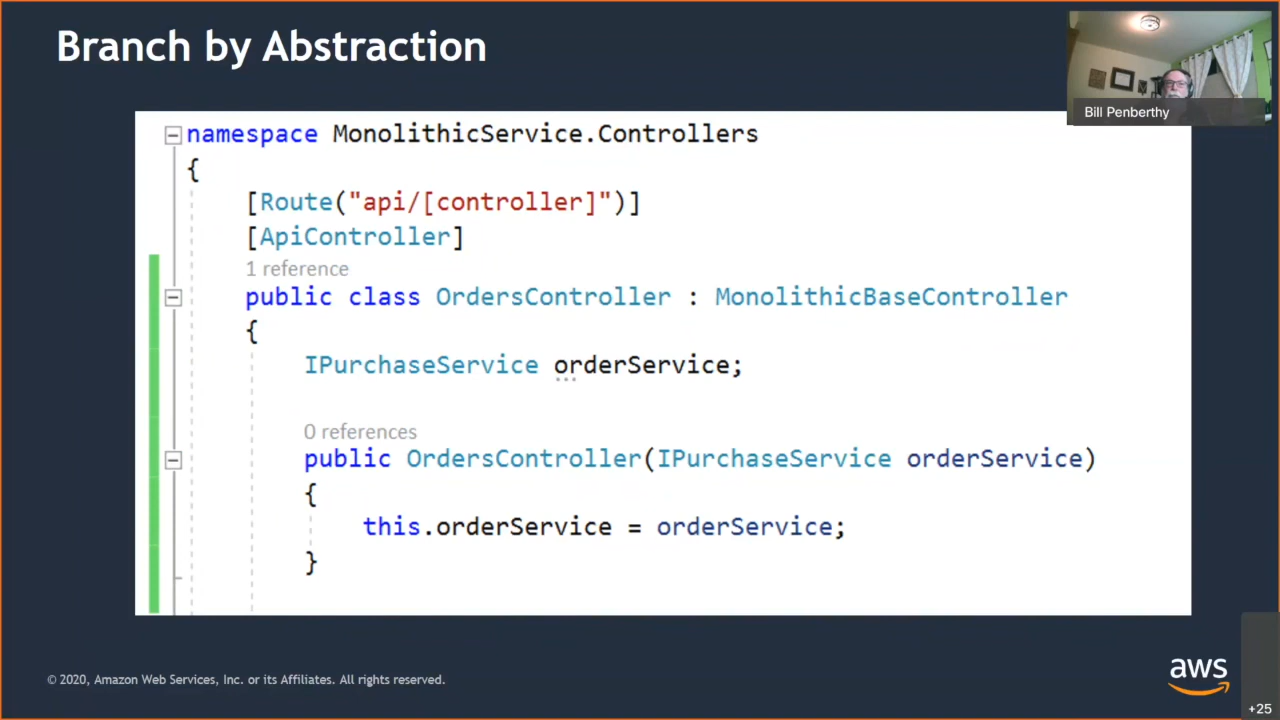 Branch by Abstraction
Bill Penberthy
namespace MonolithicService.Controllers
{
[Route("api/[controller]")]
[ApiController]
1 reference
public class OrdersController : MonolithicBaseController
{
IPurchaseService orderService;
0 references
public OrdersController(IPurchaseService orderService)
{
this.orderService = orderService;
}
© 2020, Amazon Web Services, Inc. or its Affiliates. All rights reserved.
aws
+25